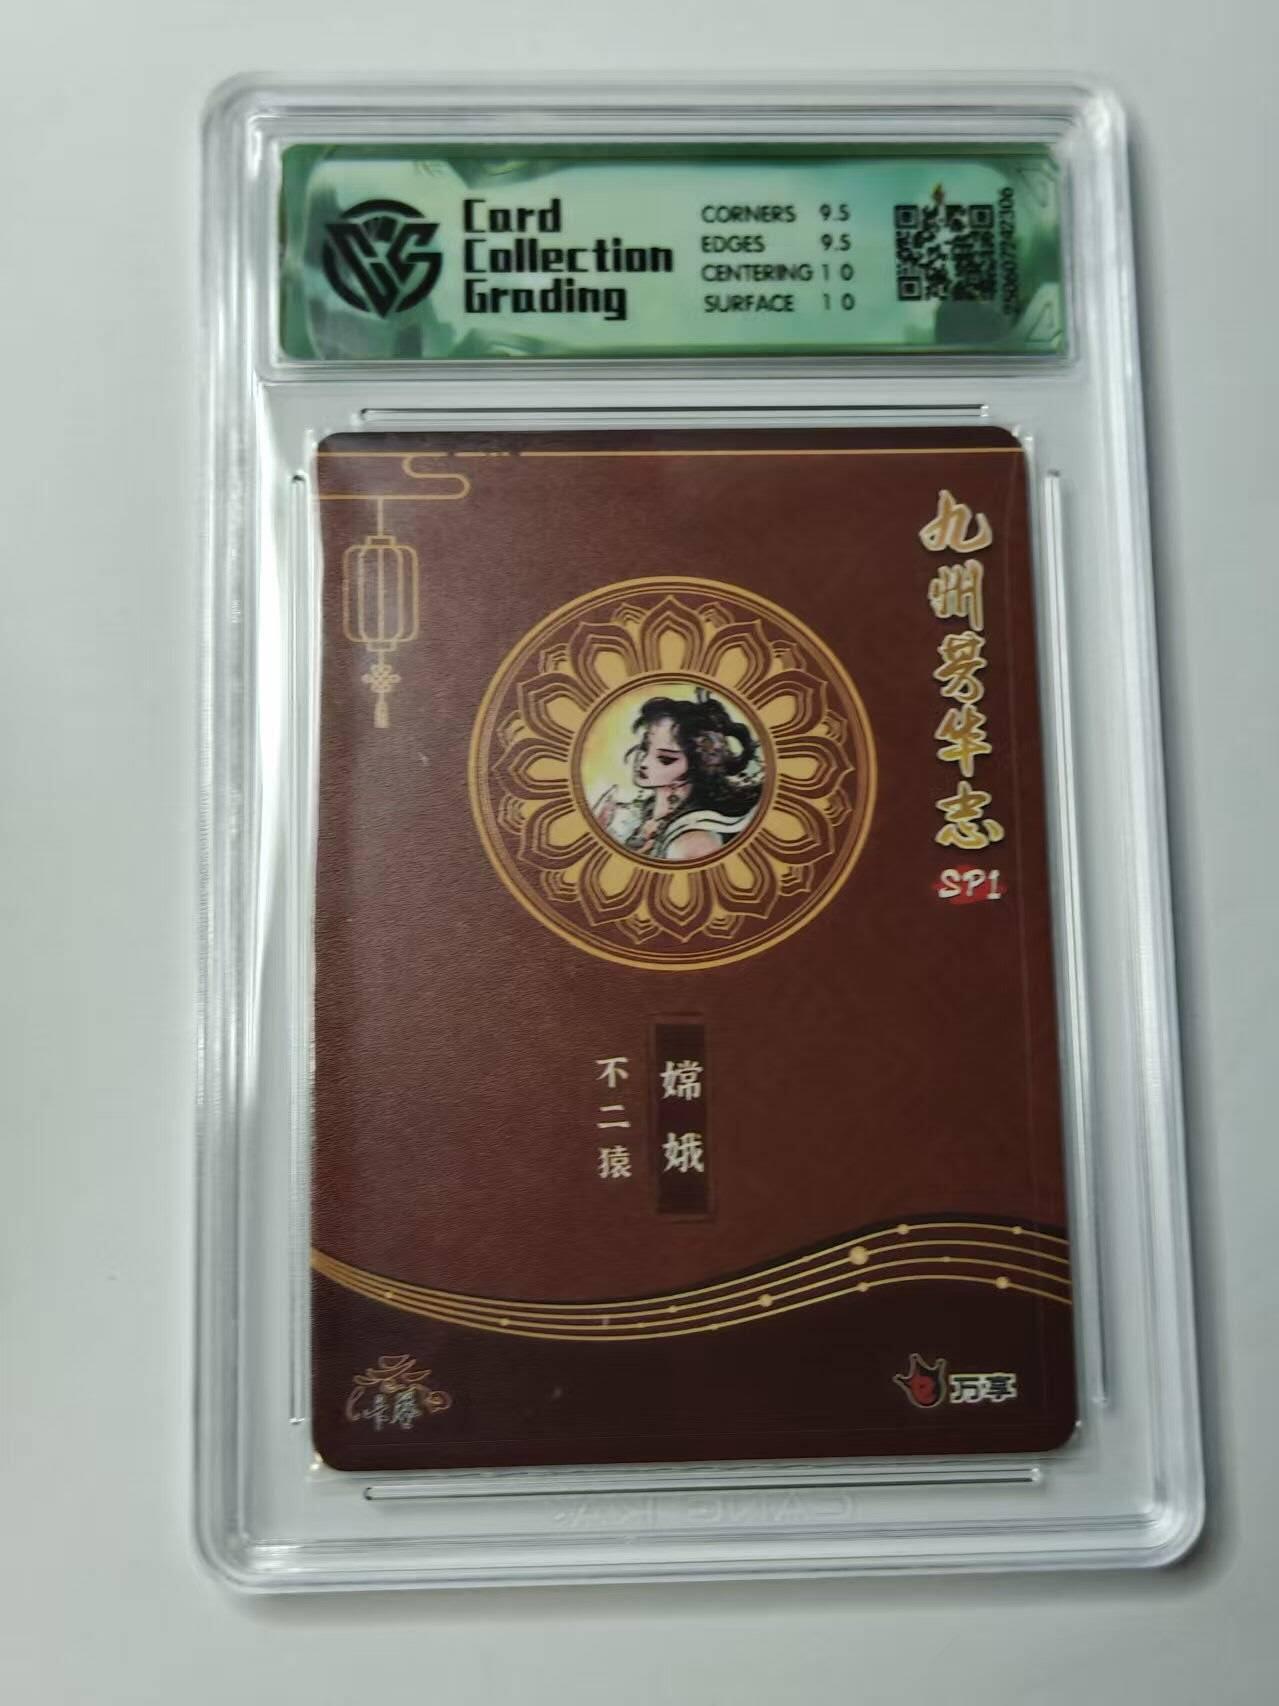 Card
Collection
Grading
CORNERS 9.5
EDGES 9.5
CENTERING 10
SURFACE 10
九州芳华志
SP1
嫦娥
不二猿
万享